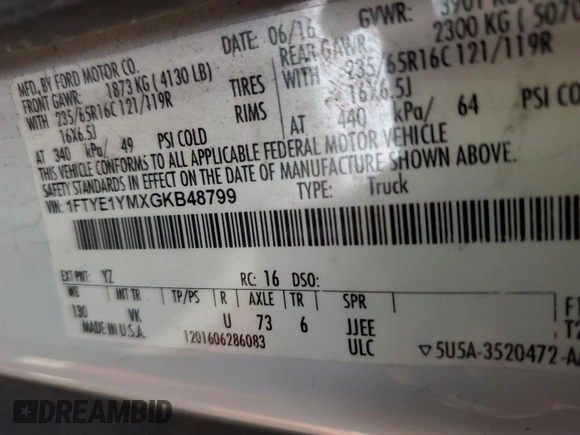 MFD. BY FORD MOTOR CO.
DATE: 06/16
GVWR:
FRONT GAWR: 1873 KG (4130 LB)
REAR GAWR: 2300 KG
WITH 235/65R16C 121/119R TIRES
WITH 235/65R16C 121/119R
16X6.5J RIMS
16X6.5J
AT 340 kPa/ 49 PSI COLD
AT 440 kPa/ 64 PSI
THIS VEHICLE CONFORMS TO ALL APPLICABLE FEDERAL MOTOR VEHICLE
SAFETY STANDARDS IN EFFECT ON THE DATE OF MANUFACTURE SHOWN ABOVE.
VIN: 1FTYE1YMXGKB48799
TYPE: Truck
EXT PNT: YZ RC: 16 DSO:
WB INT TR TP/PS R AXLE TR SPR
130 VK U 73 6 JJEE
MADE IN U.S.A. 1201606286083 ULC
▽5U5A-3520472-
DREAMBID